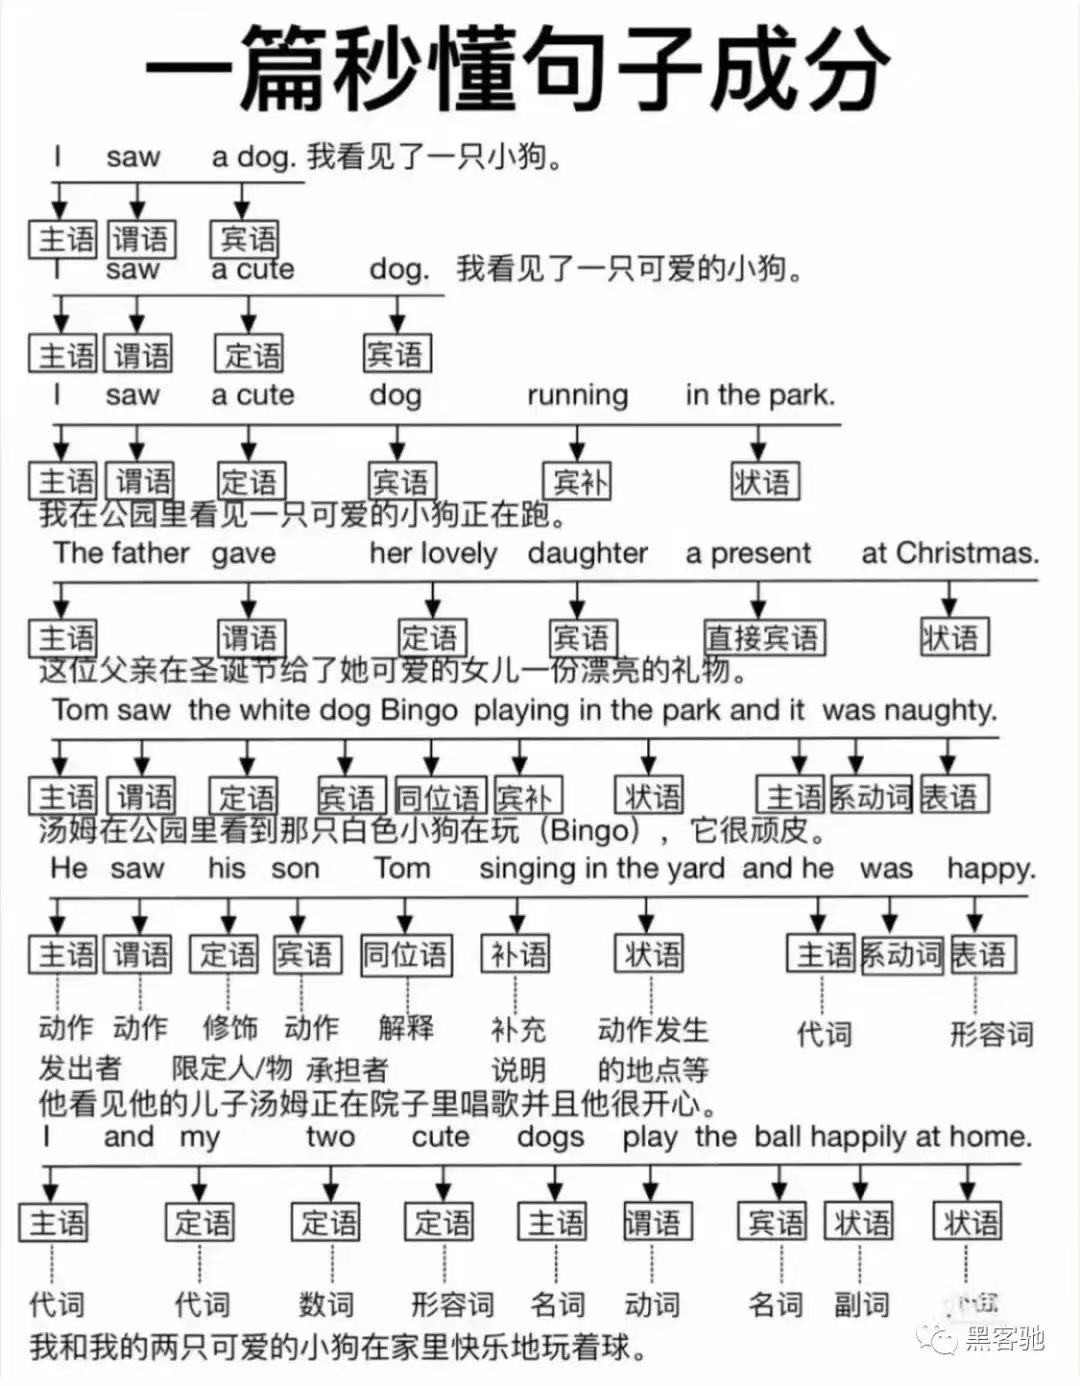 一篇秒懂句子成分
I saw a dog. 我看见了一只小狗。
主语 谓语 宾语
I saw a cute dog. 我看见了一只可爱的小狗。
主语 谓语 定语 宾语
I saw a cute dog running in the park.
主语 谓语 定语 宾语 宾补 状语
我在公园里看见一只可爱的小狗正在跑。
The father gave her lovely daughter a present at Christmas.
主语 谓语 定语 宾语 直接宾语 状语
这位父亲在圣诞节给了她可爱的女儿一份漂亮的礼物。
Tom saw the white dog Bingo playing in the park and it was naughty.
主语 谓语 定语 宾语 同位语 宾补 状语 主语 系动词 表语
汤姆在公园里看到那只白色小狗在玩（Bingo），它很顽皮。
He saw his son Tom singing in the yard and he was happy.
主语 谓语 定语 宾语 同位语 补语 状语 主语 系动词 表语
动作 动作 修饰 动作 解释 补充 动作发生 代词 形容词
发出者 限定人/物 承担者 说明 的地点等
他看见他的儿子汤姆正在院子里唱歌并且他很开心。
I and my two cute dogs play the ball happily at home.
主语 定语 定语 定语 主语 谓语 宾语 状语 状语
代词 代词 数词 形容词 名词 动词 名词 副词
我和我的两只可爱的小狗在家里快乐地玩着球。
黑客驰